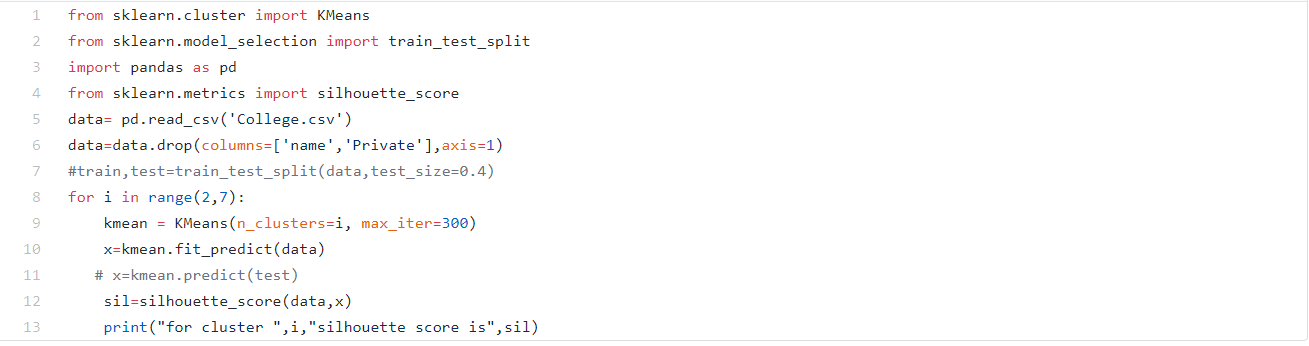 1 from sklearn.cluster import KMeans
2 from sklearn.model_selection import train_test_split
3 import pandas as pd
4 from sklearn.metrics import silhouette_score
5 data= pd.read_csv('College.csv')
6 data=data.drop(columns=['name','Private'],axis=1)
7 #train,test=train_test_split(data,test_size=0.4)
8 for i in range(2,7):
9     kmean = KMeans(n_clusters=i, max_iter=300)
10     x=kmean.fit_predict(data)
11    # x=kmean.predict(test)
12     sil=silhouette_score(data,x)
13     print("for cluster ",i,"silhouette score is",sil)